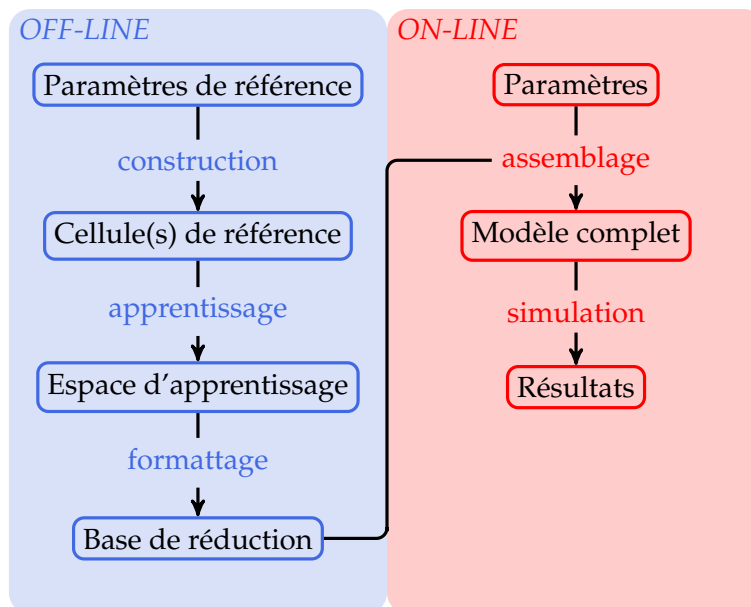 OFF-LINE
Paramètres de référence
construction
Cellule(s) de référence
apprentissage
Espace d'apprentissage
formattage
Base de réduction
ON-LINE
Paramètres
assemblage
Modèle complet
simulation
Résultats